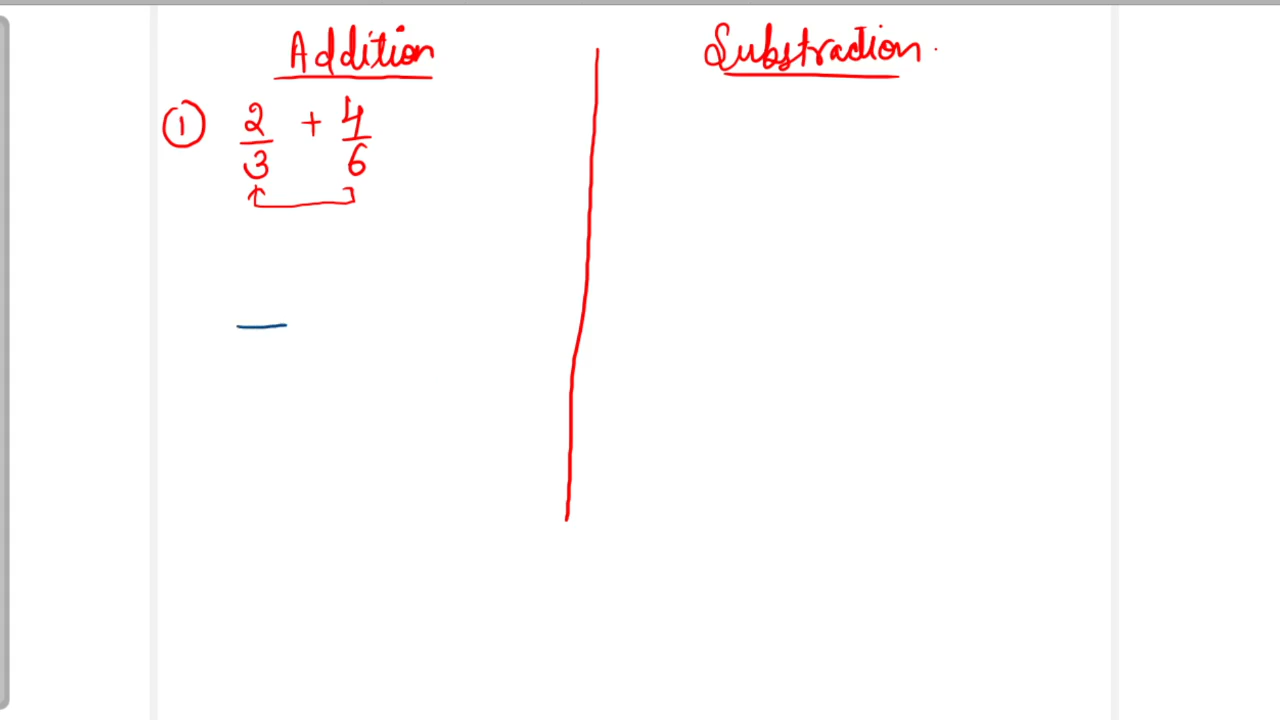 Addition
Substraction.
① 2/3 + 4/6